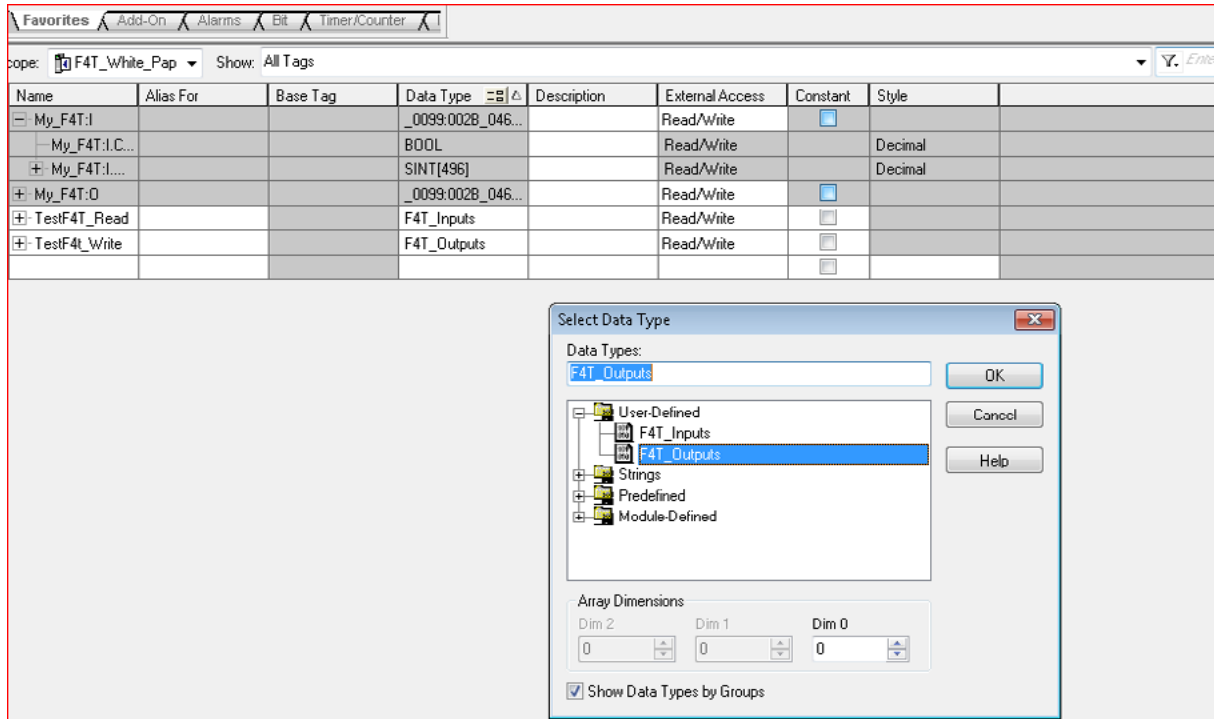 Favorites Add-On Alarms Bit Timer/Counter
cope: F4T_White_Pap Show: All Tags Ente
Name Alias For Base Tag Data Type Description External Access Constant Style
My_F4T:I _0099:002B_046... Read/Write
My_F4T:I.C... BOOL Read/Write Decimal
My_F4T:I.... SINT[496] Read/Write Decimal
My_F4T:O _0099:002B_046... Read/Write
TestF4T_Read F4T_Inputs Read/Write
TestF4t_Write F4T_Outputs Read/Write
Select Data Type
Data Types:
F4T_Outputs OK
User-Defined Cancel
F4T_Inputs
F4T_Outputs Help
Strings
Predefined
Module-Defined
Array Dimensions
Dim 2 Dim 1 Dim 0
0 0 0
Show Data Types by Groups